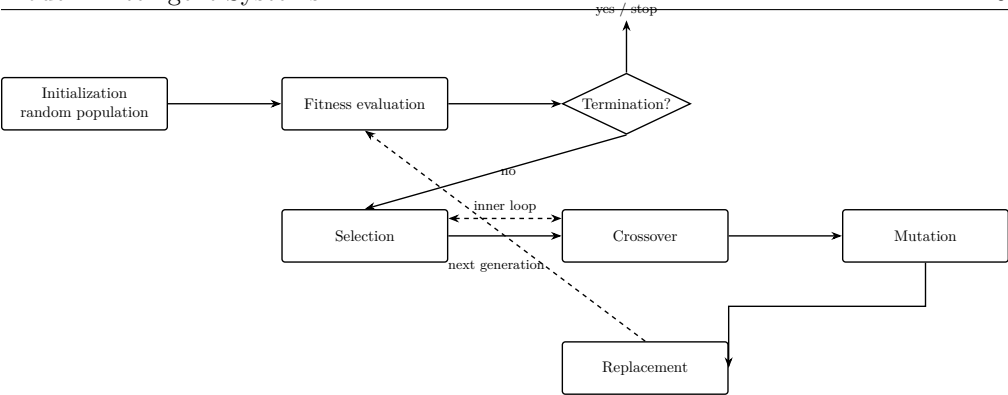 yes / stop
Initialization
random population
Fitness evaluation
Termination?
no
inner loop
Selection
Crossover
Mutation
next generation
Replacement